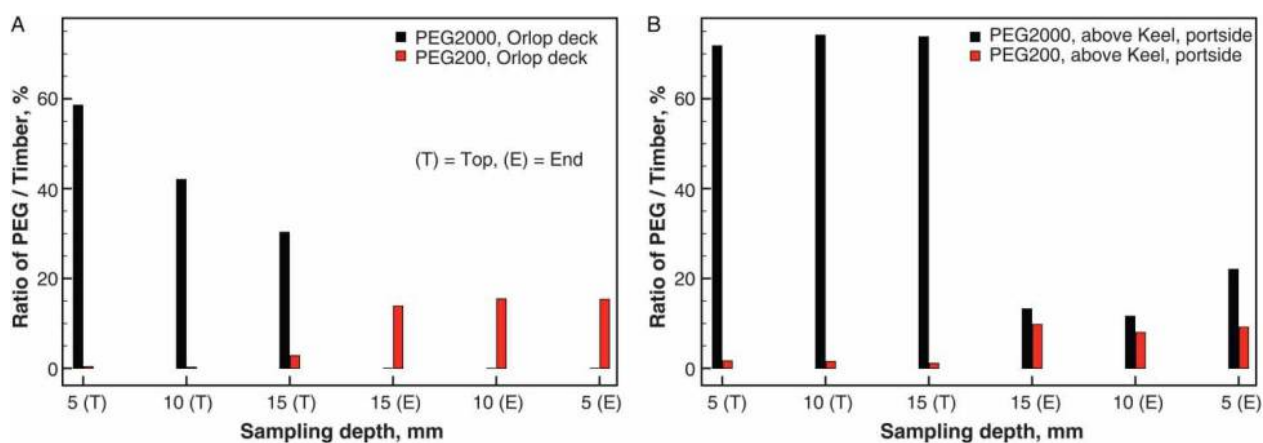 A
PEG2000, Orlop deck
PEG200, Orlop deck
(T) = Top, (E) = End
Ratio of PEG / Timber, %
60
40
20
0
5 (T) 10 (T) 15 (T) 15 (E) 10 (E) 5 (E)
Sampling depth, mm
B
PEG2000, above Keel, portside
PEG200, above Keel, portside
Ratio of PEG / Timber, %
60
40
20
0
5 (T) 10 (T) 15 (T) 15 (E) 10 (E) 5 (E)
Sampling depth, mm